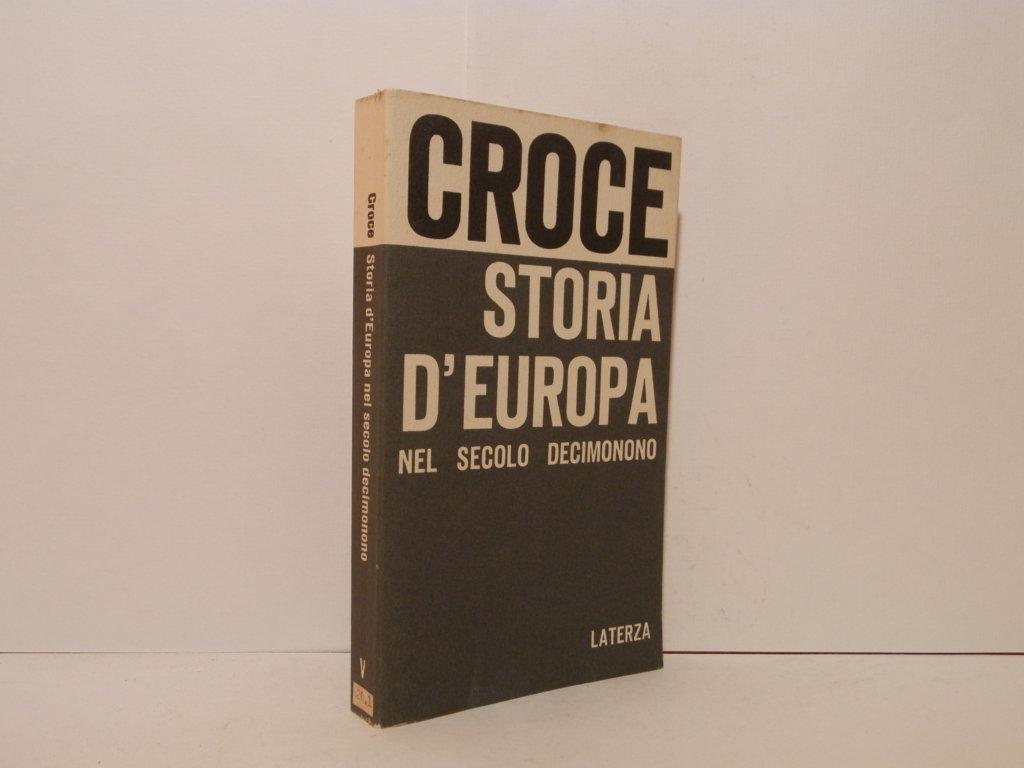 CROCE
STORIA
D'EUROPA
NEL SECOLO DECIMONONO
LATERZA
Croce Storia d'Europa nel secolo decimonono
V